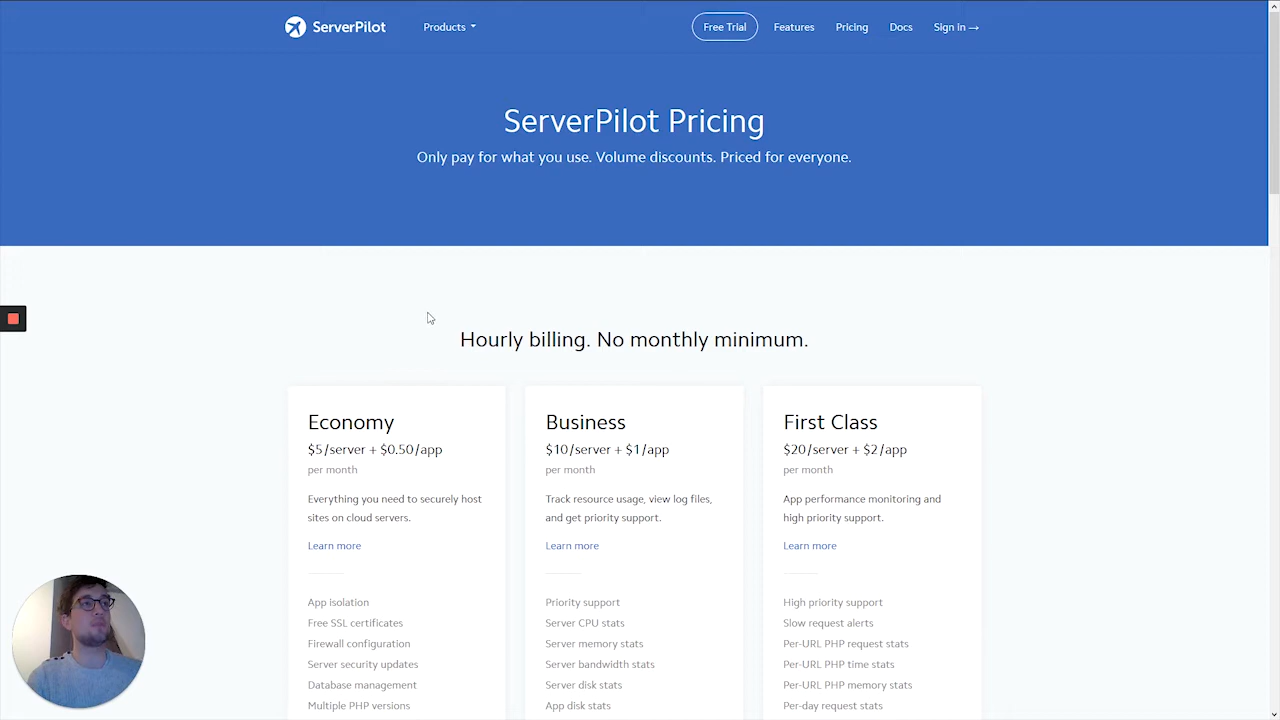 ServerPilot
Products
Free Trial
Features
Pricing
Docs
Sign in →
ServerPilot Pricing
Only pay for what you use. Volume discounts. Priced for everyone.
Hourly billing. No monthly minimum.
Economy
$5/server + $0.50/app
per month
Everything you need to securely host
sites on cloud servers.
Learn more
App isolation
Free SSL certificates
Firewall configuration
Server security updates
Database management
Multiple PHP versions
Business
$10/server + $1/app
per month
Track resource usage, view log files,
and get priority support.
Learn more
Priority support
Server CPU stats
Server memory stats
Server bandwidth stats
Server disk stats
App disk stats
First Class
$20/server + $2/app
per month
App performance monitoring and
high priority support.
Learn more
High priority support
Slow request alerts
Per-URL PHP request stats
Per-URL PHP time stats
Per-URL PHP memory stats
Per-day request stats